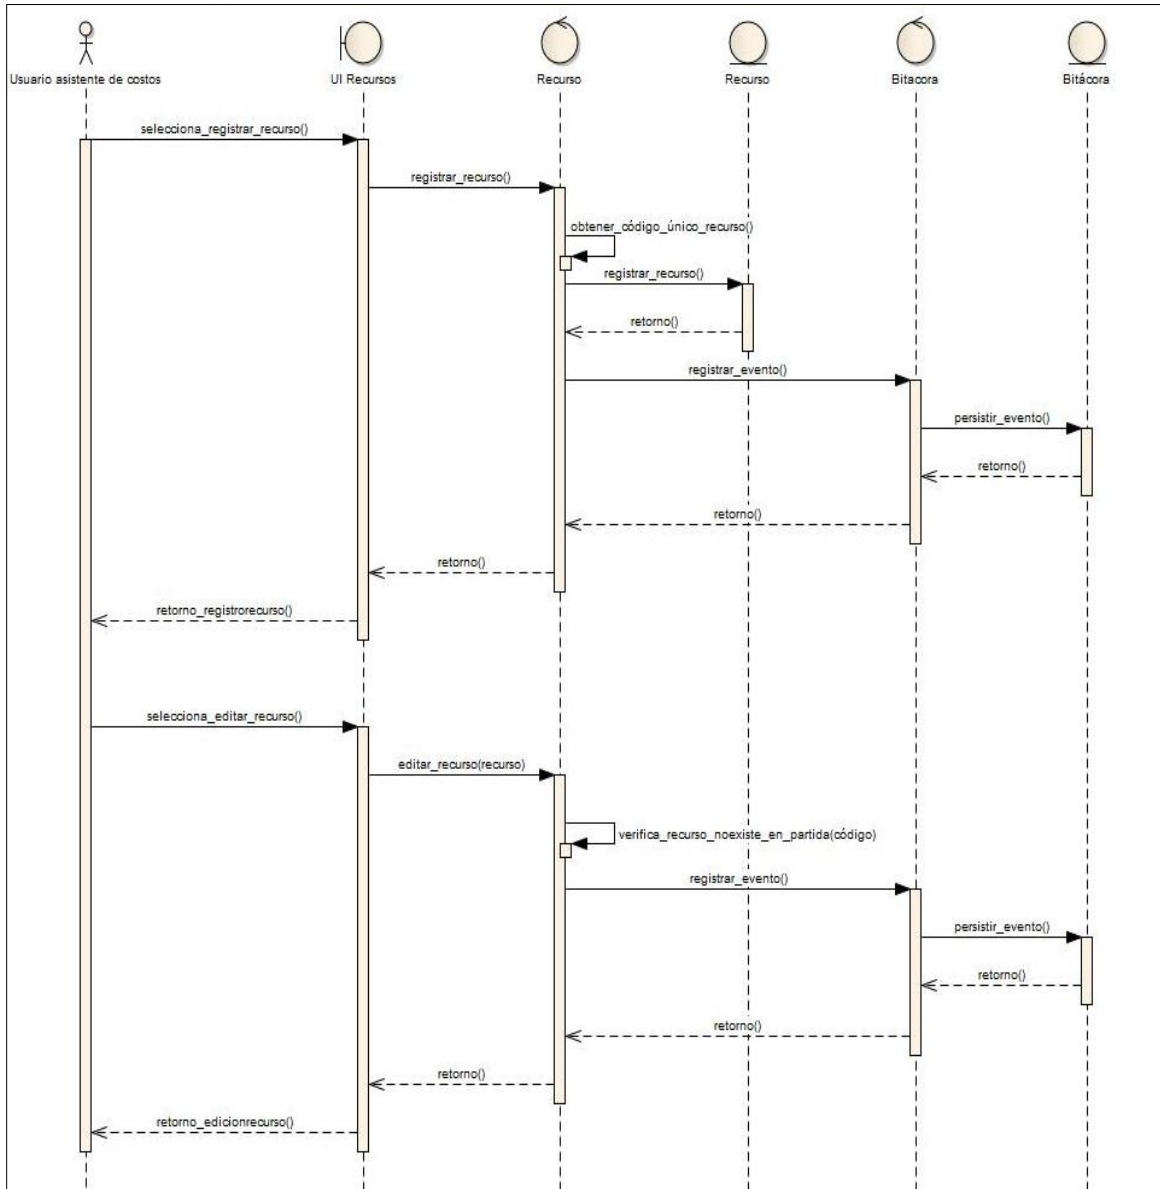 Usuario asistente de costos
UI Recursos
Recurso
Recurso
Bitacora
Bitácora
selecciona_registrar_recurso()
registrar_recurso()
obtener_código_único_recurso()
registrar_recurso()
retorno()
registrar_evento()
persistir_evento()
retorno()
retorno()
retorno()
retorno_registrorecurso()
selecciona_editar_recurso()
editar_recurso(recurso)
verifica_recurso_noexiste_en_partida(código)
registrar_evento()
persistir_evento()
retorno()
retorno()
retorno()
retorno_edicionrecurso()